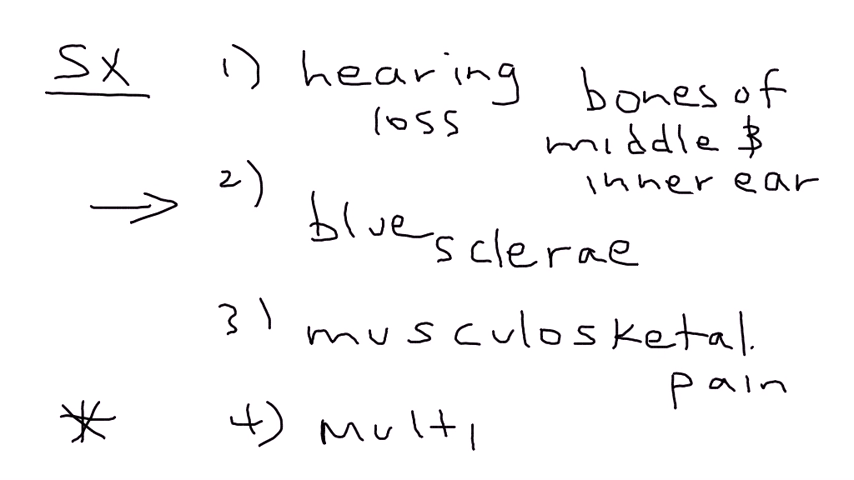 Sx 1) hearing loss
bones of middle & inner ear
2) blue sclerae
3) musculosketal. pain
4) multi